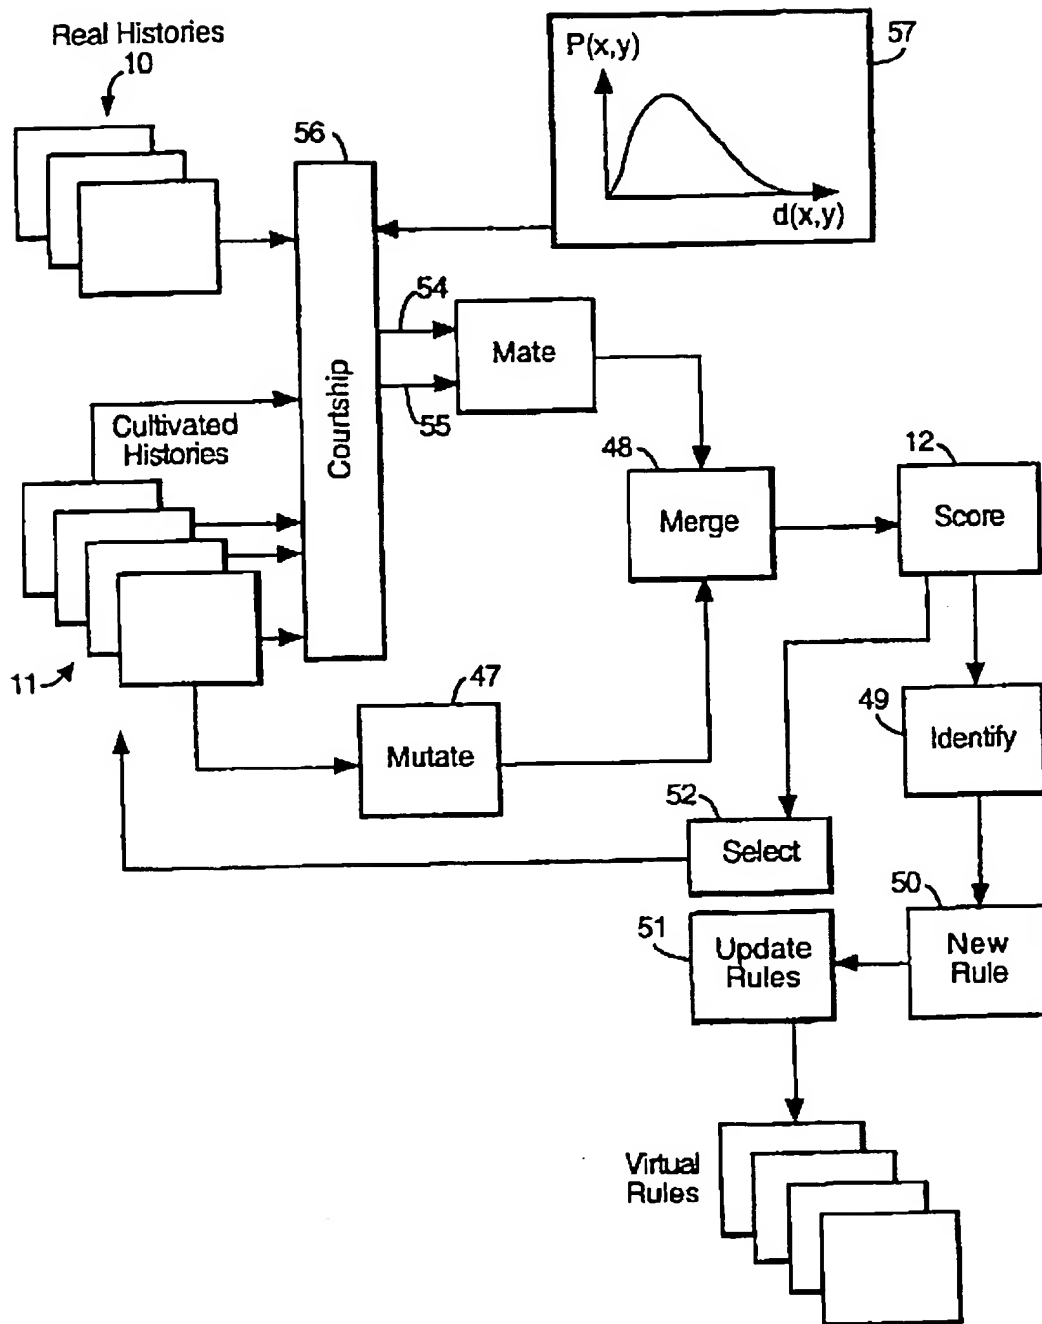 Real Histories
10
57
P(x,y)
d(x,y)
56
54
Mate
55
Courtship
Cultivated
Histories
48
Merge
12
Score
11
47
Mutate
49
Identify
52
Select
50
New
Rule
51
Update
Rules
Virtual
Rules